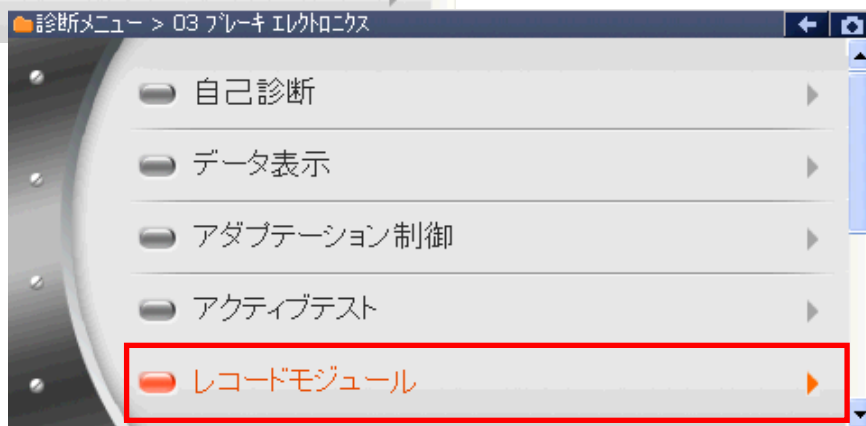 診断メニュー > 03 ブレーキ エレクトロニクス
自己診断
データ表示
アダプテーション制御
アクティブテスト
レコードモジュール